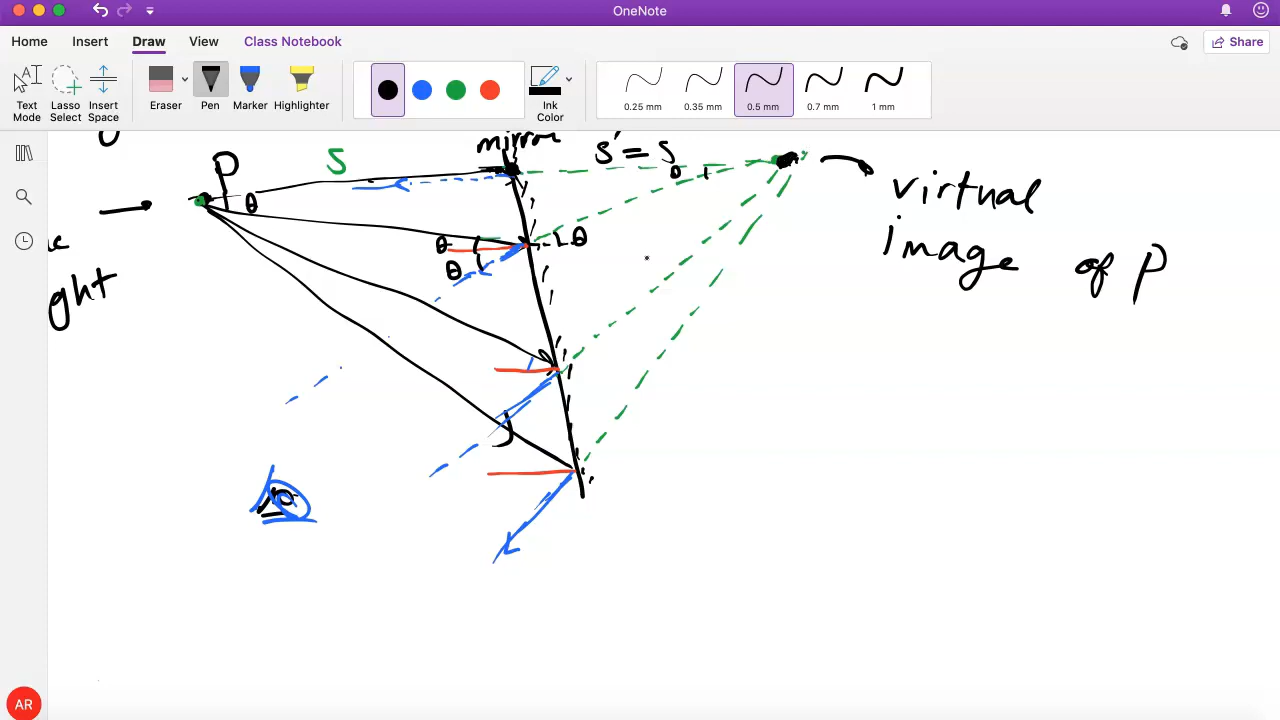 OneNote
Home Insert Draw View Class Notebook
Share
Text Mode
Lasso Select
Insert Space
Eraser
Pen
Marker
Highlighter
Ink Color
0.25 mm
0.35 mm
0.5 mm
0.7 mm
1 mm
mirror
P
S
S' = S
θ
θ
θ
θ
virtual
image of P
ght
AR